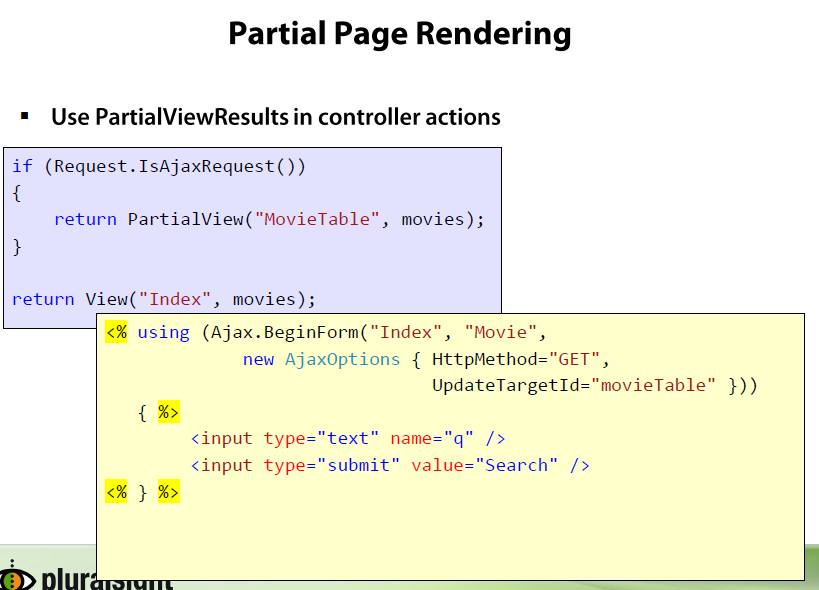 Partial Page Rendering
▪ Use PartialViewResults in controller actions
if (Request.IsAjaxRequest())
{
    return PartialView("MovieTable", movies);
}
return View("Index", movies);
<% using (Ajax.BeginForm("Index", "Movie",
             new AjaxOptions { HttpMethod="GET",
                               UpdateTargetId="movieTable" }))
   { %>
        <input type="text" name="q" />
        <input type="submit" value="Search" />
<% } %>
pluralsight